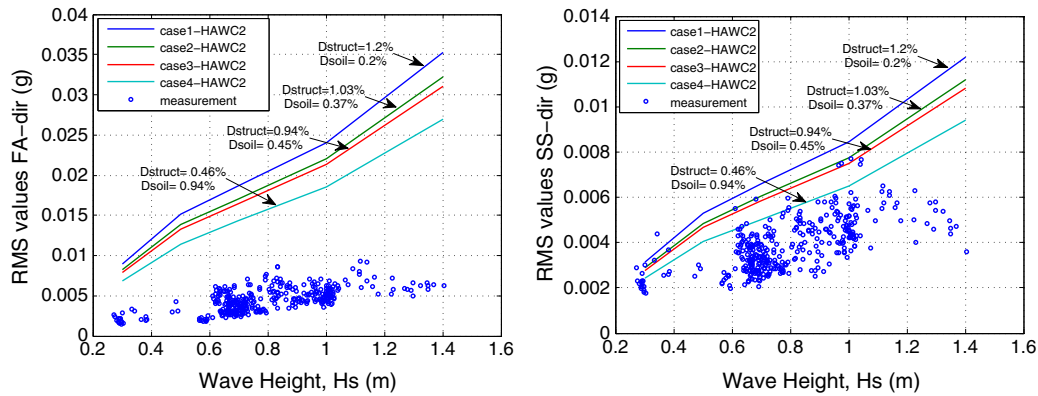 0.04
0.035
0.03
0.025
0.02
0.015
0.01
0.005
0
RMS values FA-dir (g)
case1-HAWC2
case2-HAWC2
case3-HAWC2
case4-HAWC2
measurement
Dstruct=1.2%
Dsoil= 0.2%
Dstruct=1.03%
Dsoil= 0.37%
Dstruct=0.94%
Dsoil= 0.45%
Dstruct=0.46%
Dsoil= 0.94%
0.2 0.4 0.6 0.8 1 1.2 1.4 1.6
Wave Height, Hs (m)
0.014
0.012
0.01
0.008
0.006
0.004
0.002
0
RMS values SS-dir (g)
case1-HAWC2
case2-HAWC2
case3-HAWC2
case4-HAWC2
measurement
Dstruct=1.2%
Dsoil= 0.2%
Dstruct=1.03%
Dsoil= 0.37%
Dstruct=0.94%
Dsoil= 0.45%
Dstruct=0.46%
Dsoil= 0.94%
0.2 0.4 0.6 0.8 1 1.2 1.4 1.6
Wave Height, Hs (m)